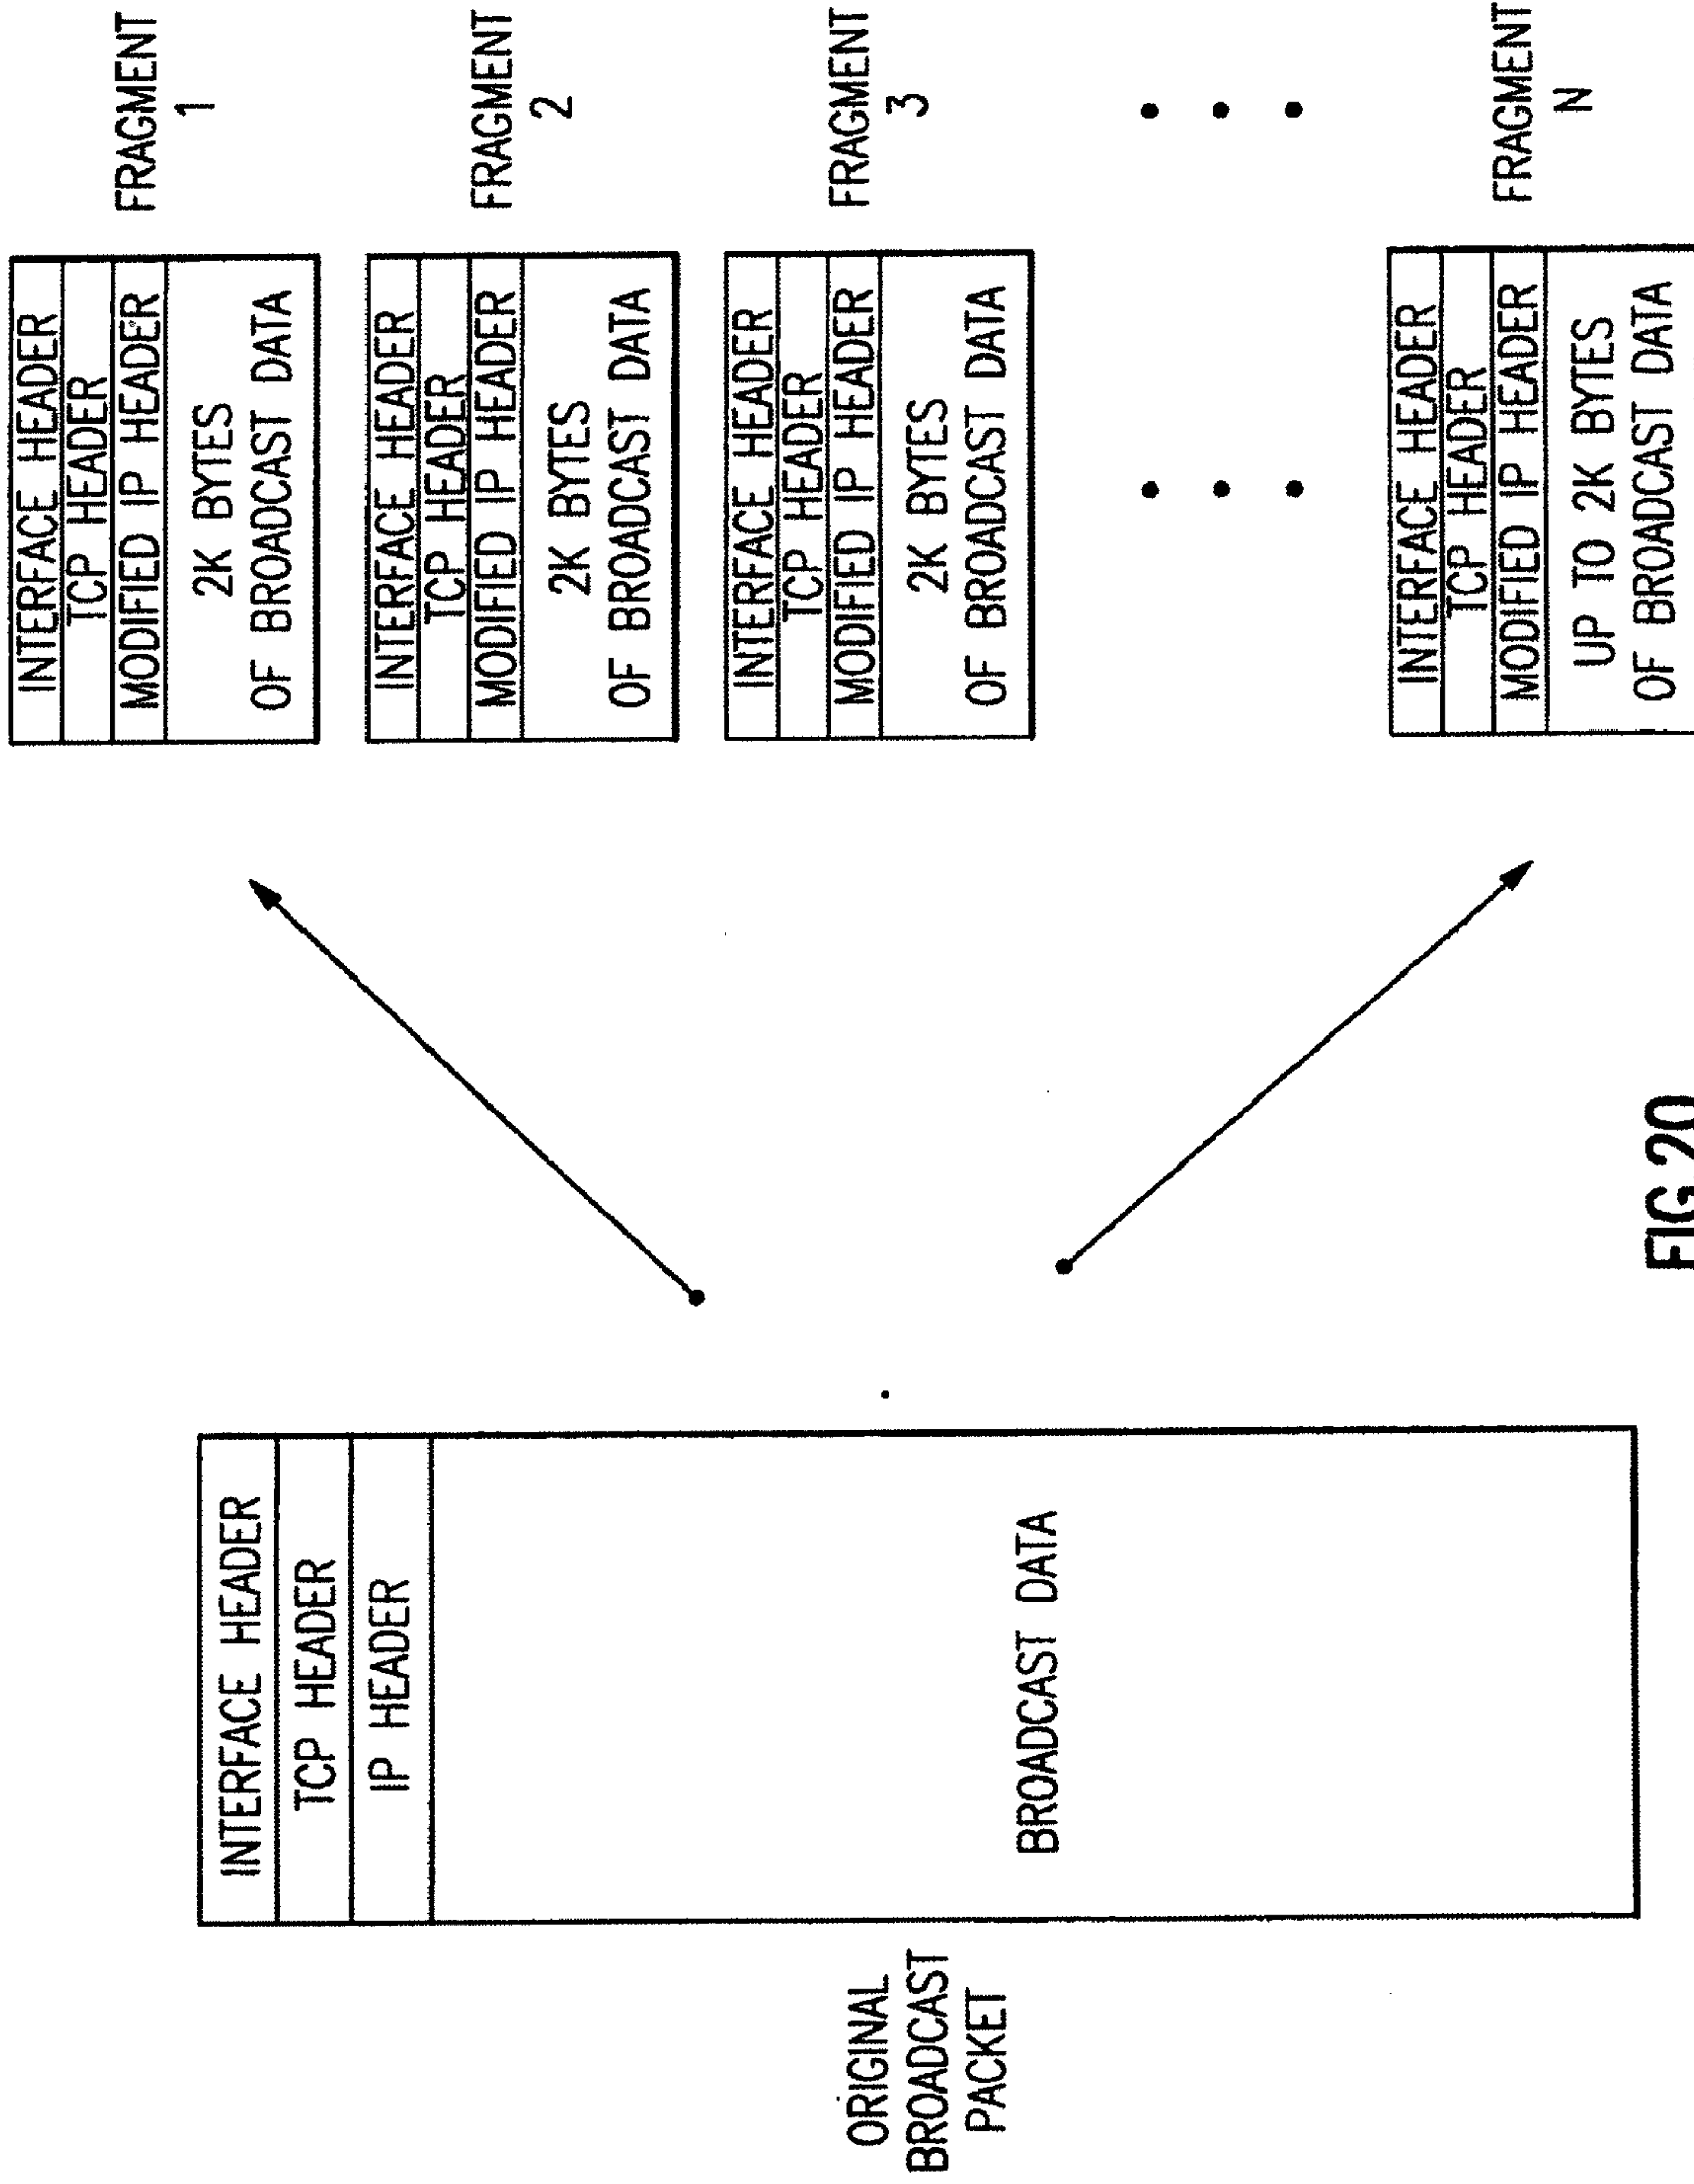 ORIGINAL
BROADCAST
PACKET
INTERFACE HEADER
TCP HEADER
IP HEADER
BROADCAST DATA
INTERFACE HEADER
TCP HEADER
MODIFIED IP HEADER
2K BYTES
OF BROADCAST DATA
FRAGMENT
1
INTERFACE HEADER
TCP HEADER
MODIFIED IP HEADER
2K BYTES
OF BROADCAST DATA
FRAGMENT
2
INTERFACE HEADER
TCP HEADER
MODIFIED IP HEADER
2K BYTES
OF BROADCAST DATA
FRAGMENT
3
INTERFACE HEADER
TCP HEADER
MODIFIED IP HEADER
UP TO 2K BYTES
OF BROADCAST DATA
FRAGMENT
N
FIG.20